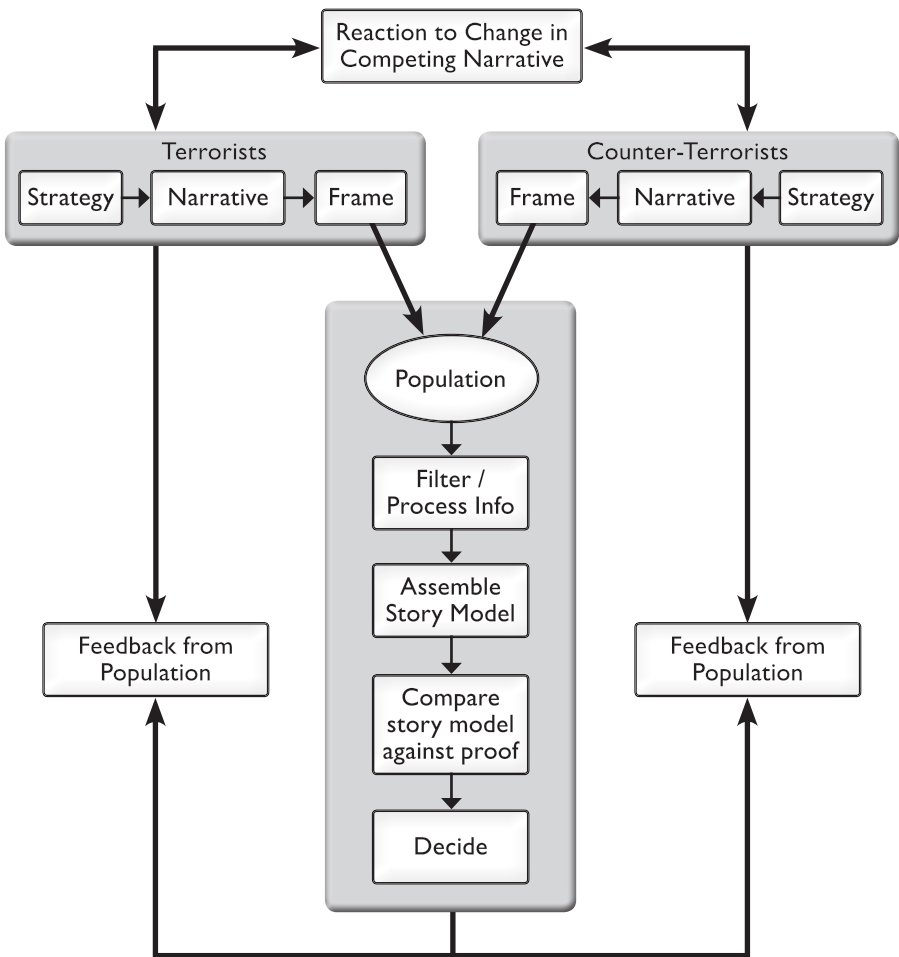 Reaction to Change in
Competing Narrative
Terrorists
Strategy
Narrative
Frame
Counter-Terrorists
Frame
Narrative
Strategy
Population
Filter /
Process Info
Assemble
Story Model
Compare
story model
against proof
Decide
Feedback from
Population
Feedback from
Population